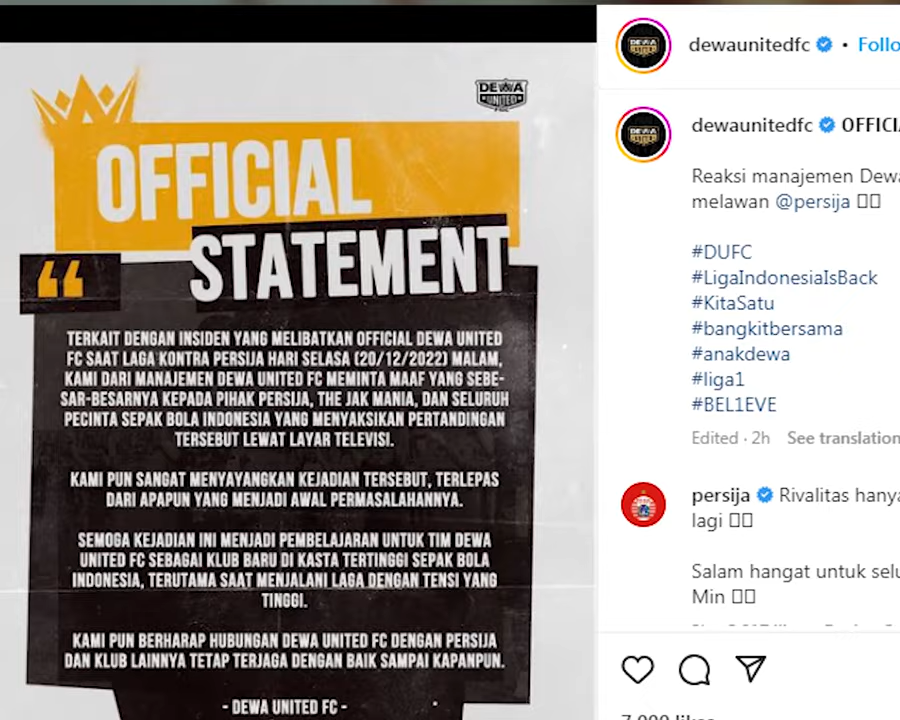 DEWA
UNITED
OFFICIAL
STATEMENT
TERKAIT DENGAN INSIDEN YANG MELIBATKAN OFFICIAL DEWA UNITED
FC SAAT LAGA KONTRA PERSIJA HARI SELASA (20/12/2022) MALAM,
KAMI DARI MANAJEMEN DEWA UNITED FC MEMINTA MAAF YANG SEBE-
SAR-BESARNYA KEPADA PIHAK PERSIJA, THE JAK MANIA, DAN SELURUH
PECINTA SEPAK BOLA INDONESIA YANG MENYAKSIKAN PERTANDINGAN
TERSEBUT LEWAT LAYAR TELEVISI.
KAMI PUN SANGAT MENYAYANGKAN KEJADIAN TERSEBUT, TERLEPAS
DARI APAPUN YANG MENJADI AWAL PERMASALAHANNYA.
SEMOGA KEJADIAN INI MENJADI PEMBELAJARAN UNTUK TIM DEWA
UNITED FC SEBAGAI KLUB BARU DI KASTA TERTINGGI SEPAK BOLA
INDONESIA, TERUTAMA SAAT MENJALANI LAGA DENGAN TENSI YANG
TINGGI.
KAMI PUN BERHARAP HUBUNGAN DEWA UNITED FC DENGAN PERSIJA
DAN KLUB LAINNYA TETAP TERJAGA DENGAN BAIK SAMPAI KAPANPUN.
- DEWA UNITED FC -
dewaunitedfc • Follo
dewaunitedfc OFFICI
Reaksi manajemen Dewa
melawan @persija
#DUFC
#LigaIndonesiaIsBack
#KitaSatu
#bangkitbersama
#anakdewa
#liga1
#BEL1EVE
Edited · 2h See translation
persija Rivalitas hanya
lagi
Salam hangat untuk selu
Min
7,000 likes